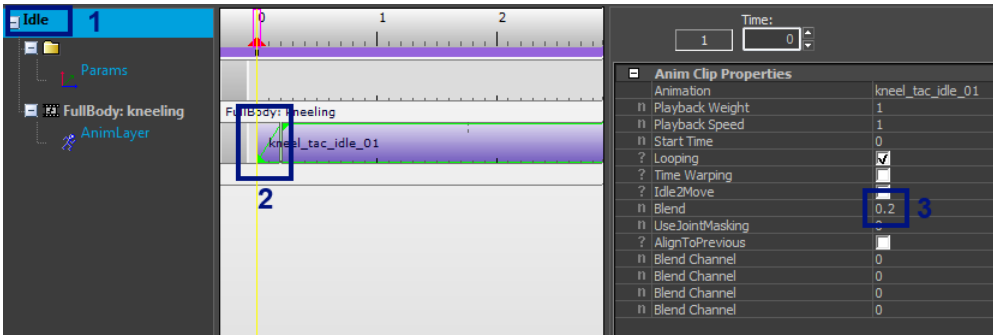 Idle 1
Params
FullBody: kneeling
AnimLayer
0 1 2
FullBody: kneeling
kneel_tac_idle_01
2
Time:
1 0
Anim Clip Properties
Animation kneel_tac_idle_01
n Playback Weight 1
n Playback Speed 1
n Start Time 0
? Looping
? Time Warping
? Idle2Move
n Blend 0.2 3
n UseJointMasking 0
? AlignToPrevious
n Blend Channel 0
n Blend Channel 0
n Blend Channel 0
n Blend Channel 0